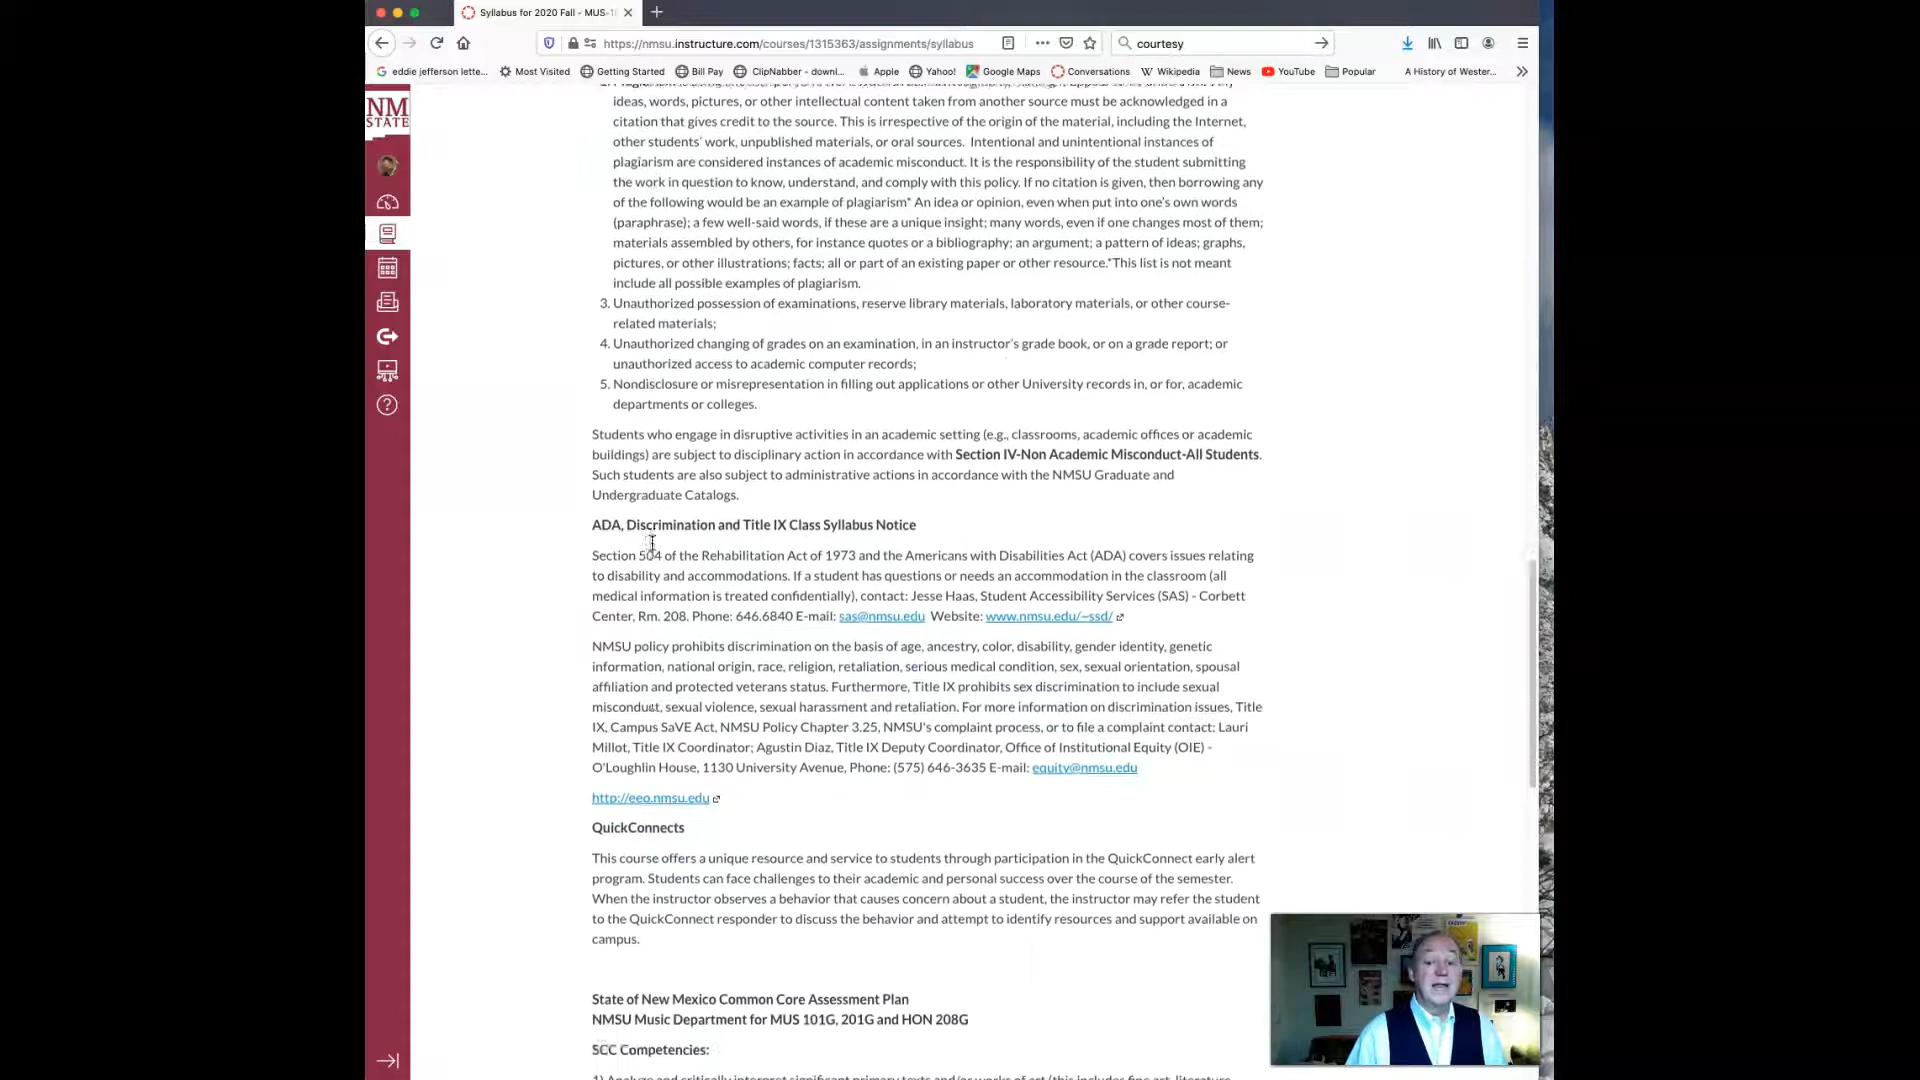 Syllabus for 2020 Fall - MUS-1
https://nmsu.instructure.com/courses/1315363/assignments/syllabus
courtesy
eddie jefferson lette... Most Visited Getting Started Bill Pay ClipNabber - downl... Apple Yahoo! Google Maps Conversations Wikipedia News YouTube Popular A History of Wester...
NM
STATE
ideas, words, pictures, or other intellectual content taken from another source must be acknowledged in a
citation that gives credit to the source. This is irrespective of the origin of the material, including the Internet,
other students' work, unpublished materials, or oral sources. Intentional and unintentional instances of
plagiarism are considered instances of academic misconduct. It is the responsibility of the student submitting
the work in question to know, understand, and comply with this policy. If no citation is given, then borrowing any
of the following would be an example of plagiarism* An idea or opinion, even when put into one's own words
(paraphrase); a few well-said words, if these are a unique insight; many words, even if one changes most of them;
materials assembled by others, for instance quotes or a bibliography; an argument; a pattern of ideas; graphs,
pictures, or other illustrations; facts; all or part of an existing paper or other resource.*This list is not meant
include all possible examples of plagiarism.
3. Unauthorized possession of examinations, reserve library materials, laboratory materials, or other course-
related materials;
4. Unauthorized changing of grades on an examination, in an instructor's grade book, or on a grade report; or
unauthorized access to academic computer records;
5. Nondisclosure or misrepresentation in filling out applications or other University records in, or for, academic
departments or colleges.
Students who engage in disruptive activities in an academic setting (e.g., classrooms, academic offices or academic
buildings) are subject to disciplinary action in accordance with Section IV-Non Academic Misconduct-All Students.
Such students are also subject to administrative actions in accordance with the NMSU Graduate and
Undergraduate Catalogs.
ADA, Discrimination and Title IX Class Syllabus Notice
Section 504 of the Rehabilitation Act of 1973 and the Americans with Disabilities Act (ADA) covers issues relating
to disability and accommodations. If a student has questions or needs an accommodation in the classroom (all
medical information is treated confidentially), contact: Jesse Haas, Student Accessibility Services (SAS) - Corbett
Center, Rm. 208. Phone: 646.6840 E-mail: sas@nmsu.edu Website: www.nmsu.edu/~ssd/
NMSU policy prohibits discrimination on the basis of age, ancestry, color, disability, gender identity, genetic
information, national origin, race, religion, retaliation, serious medical condition, sex, sexual orientation, spousal
affiliation and protected veterans status. Furthermore, Title IX prohibits sex discrimination to include sexual
misconduct, sexual violence, sexual harassment and retaliation. For more information on discrimination issues, Title
IX, Campus SaVE Act, NMSU Policy Chapter 3.25, NMSU's complaint process, or to file a complaint contact: Lauri
Millot, Title IX Coordinator; Agustin Diaz, Title IX Deputy Coordinator, Office of Institutional Equity (OIE) -
O'Loughlin House, 1130 University Avenue, Phone: (575) 646-3635 E-mail: equity@nmsu.edu
http://eeo.nmsu.edu
QuickConnects
This course offers a unique resource and service to students through participation in the QuickConnect early alert
program. Students can face challenges to their academic and personal success over the course of the semester.
When the instructor observes a behavior that causes concern about a student, the instructor may refer the student
to the QuickConnect responder to discuss the behavior and attempt to identify resources and support available on
campus.
State of New Mexico Common Core Assessment Plan
NMSU Music Department for MUS 101G, 201G and HON 208G
SCC Competencies:
1) Analyze and critically interpret significant primary texts and/or works of art (this includes fine art, literature,